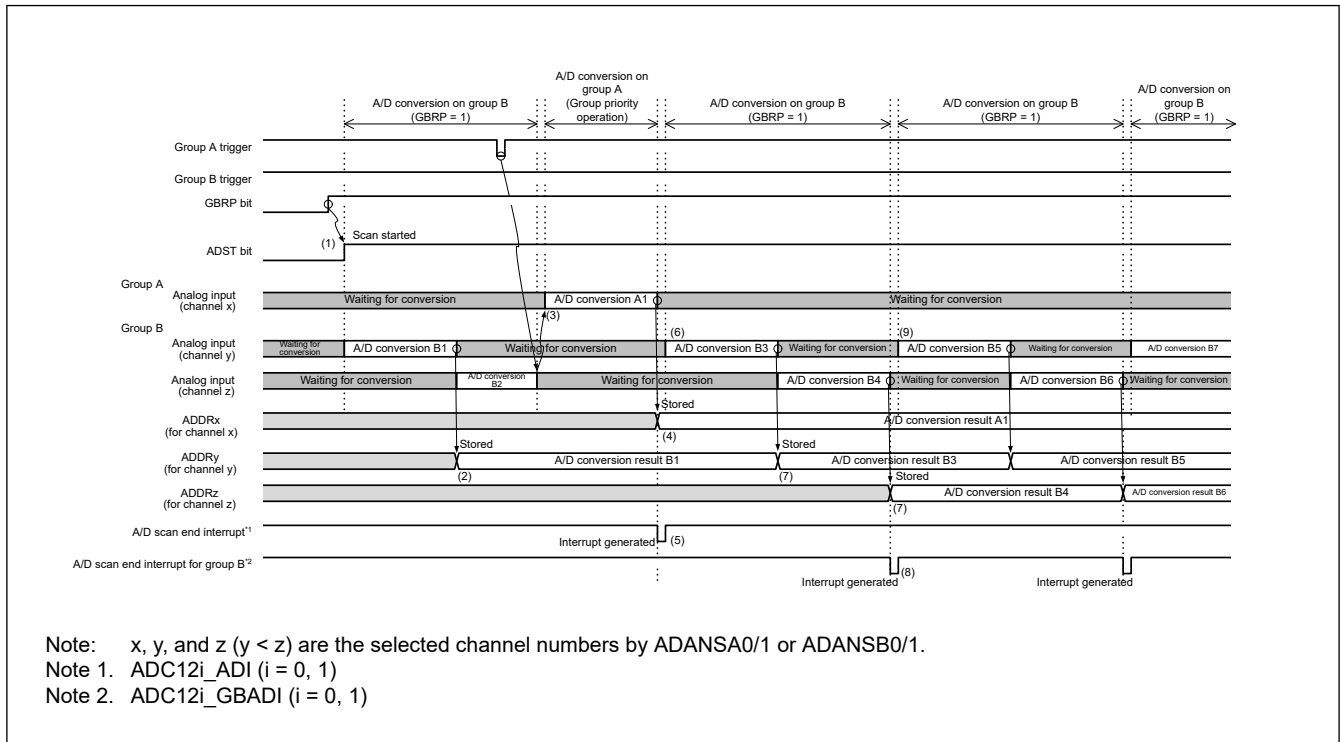 A/D conversion on
group A
(Group priority
operation)
A/D conversion on group B
(GBRP = 1)
A/D conversion on group B
(GBRP = 1)
A/D conversion on group B
(GBRP = 1)
A/D conversion on
group B
(GBRP = 1)
Group A trigger
Group B trigger
GBRP bit
(1)
Scan started
ADST bit
Group A
Analog input
(channel x)
Waiting for conversion
A/D conversion A1
Waiting for conversion
(3)
Group B
(6)
(9)
Analog input
(channel y)
Waiting for
conversion
A/D conversion B1
Waiting for conversion
A/D conversion B3
Waiting for conversion
A/D conversion B5
Waiting for conversion
A/D conversion B7
Analog input
(channel z)
Waiting for conversion
A/D conversion
B2
Waiting for conversion
A/D conversion B4
Waiting for conversion
A/D conversion B6
Waiting for conversion
Stored
ADDRx
(for channel x)
A/D conversion result A1
(4)
Stored
Stored
ADDRy
(for channel y)
A/D conversion result B1
A/D conversion result B3
A/D conversion result B5
(2)
(7)
Stored
ADDRz
(for channel z)
A/D conversion result B4
A/D conversion result B6
(7)
A/D scan end interrupt*1
Interrupt generated
(5)
A/D scan end interrupt for group B*2
Interrupt generated
(8)
Interrupt generated
Note: x, y, and z (y < z) are the selected channel numbers by ADANSA0/1 or ADANSB0/1.
Note 1. ADC12i_ADI (i = 0, 1)
Note 2. ADC12i_GBADI (i = 0, 1)